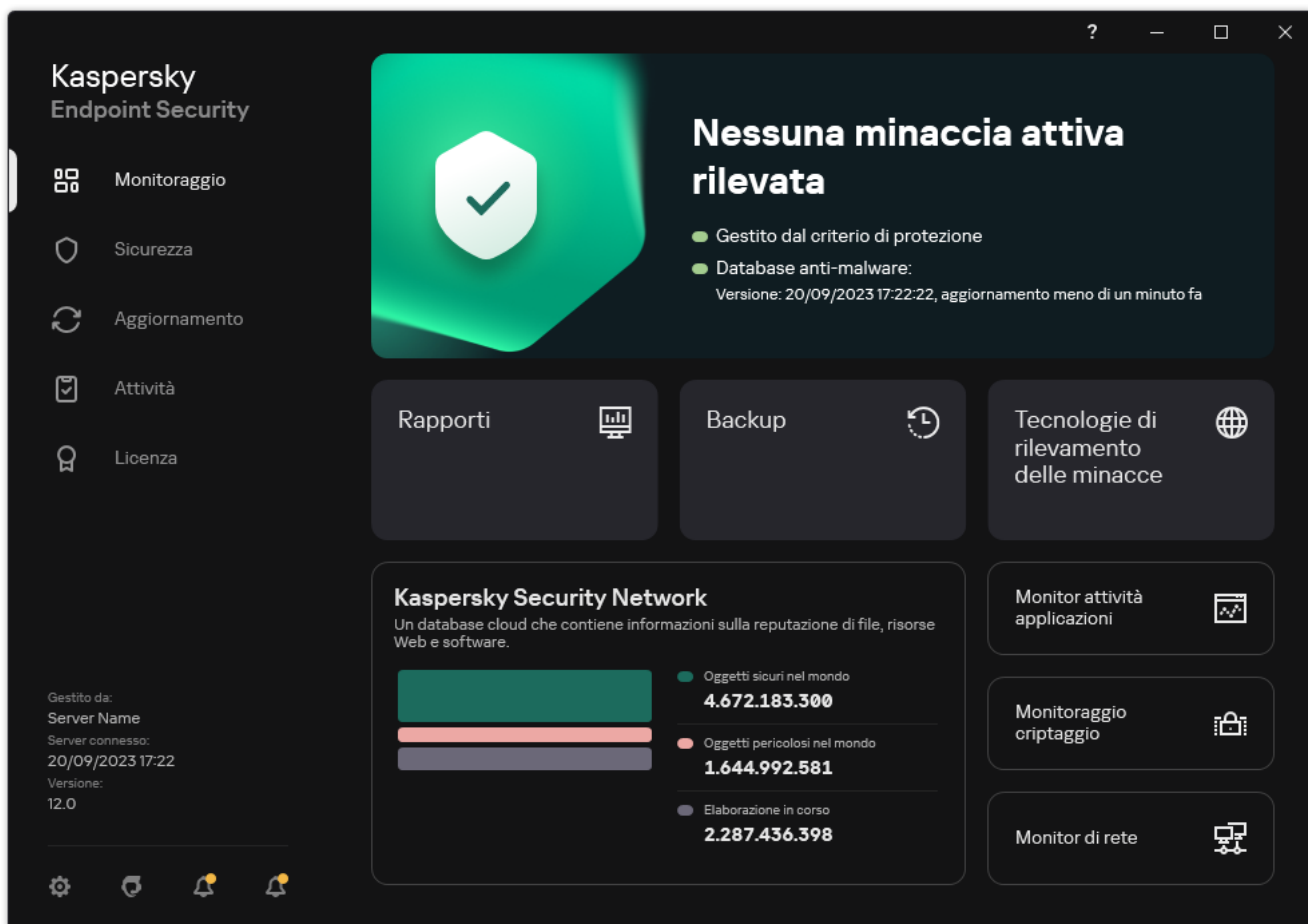 ?
Kaspersky
Endpoint Security
Monitoraggio
Sicurezza
Aggiornamento
Attività
Licenza
Gestito da:
Server Name
Server connesso:
20/09/2023 17:22
Versione:
12.0
Nessuna minaccia attiva
rilevata
Gestito dal criterio di protezione
Database anti-malware:
Versione: 20/09/2023 17:22:22, aggiornamento meno di un minuto fa
Rapporti
Backup
Tecnologie di
rilevamento
delle minacce
Kaspersky Security Network
Un database cloud che contiene informazioni sulla reputazione di file, risorse
Web e software.
Oggetti sicuri nel mondo
4.672.183.300
Oggetti pericolosi nel mondo
1.644.992.581
Elaborazione in corso
2.287.436.398
Monitor attività
applicazioni
Monitoraggio
criptaggio
Monitor di rete